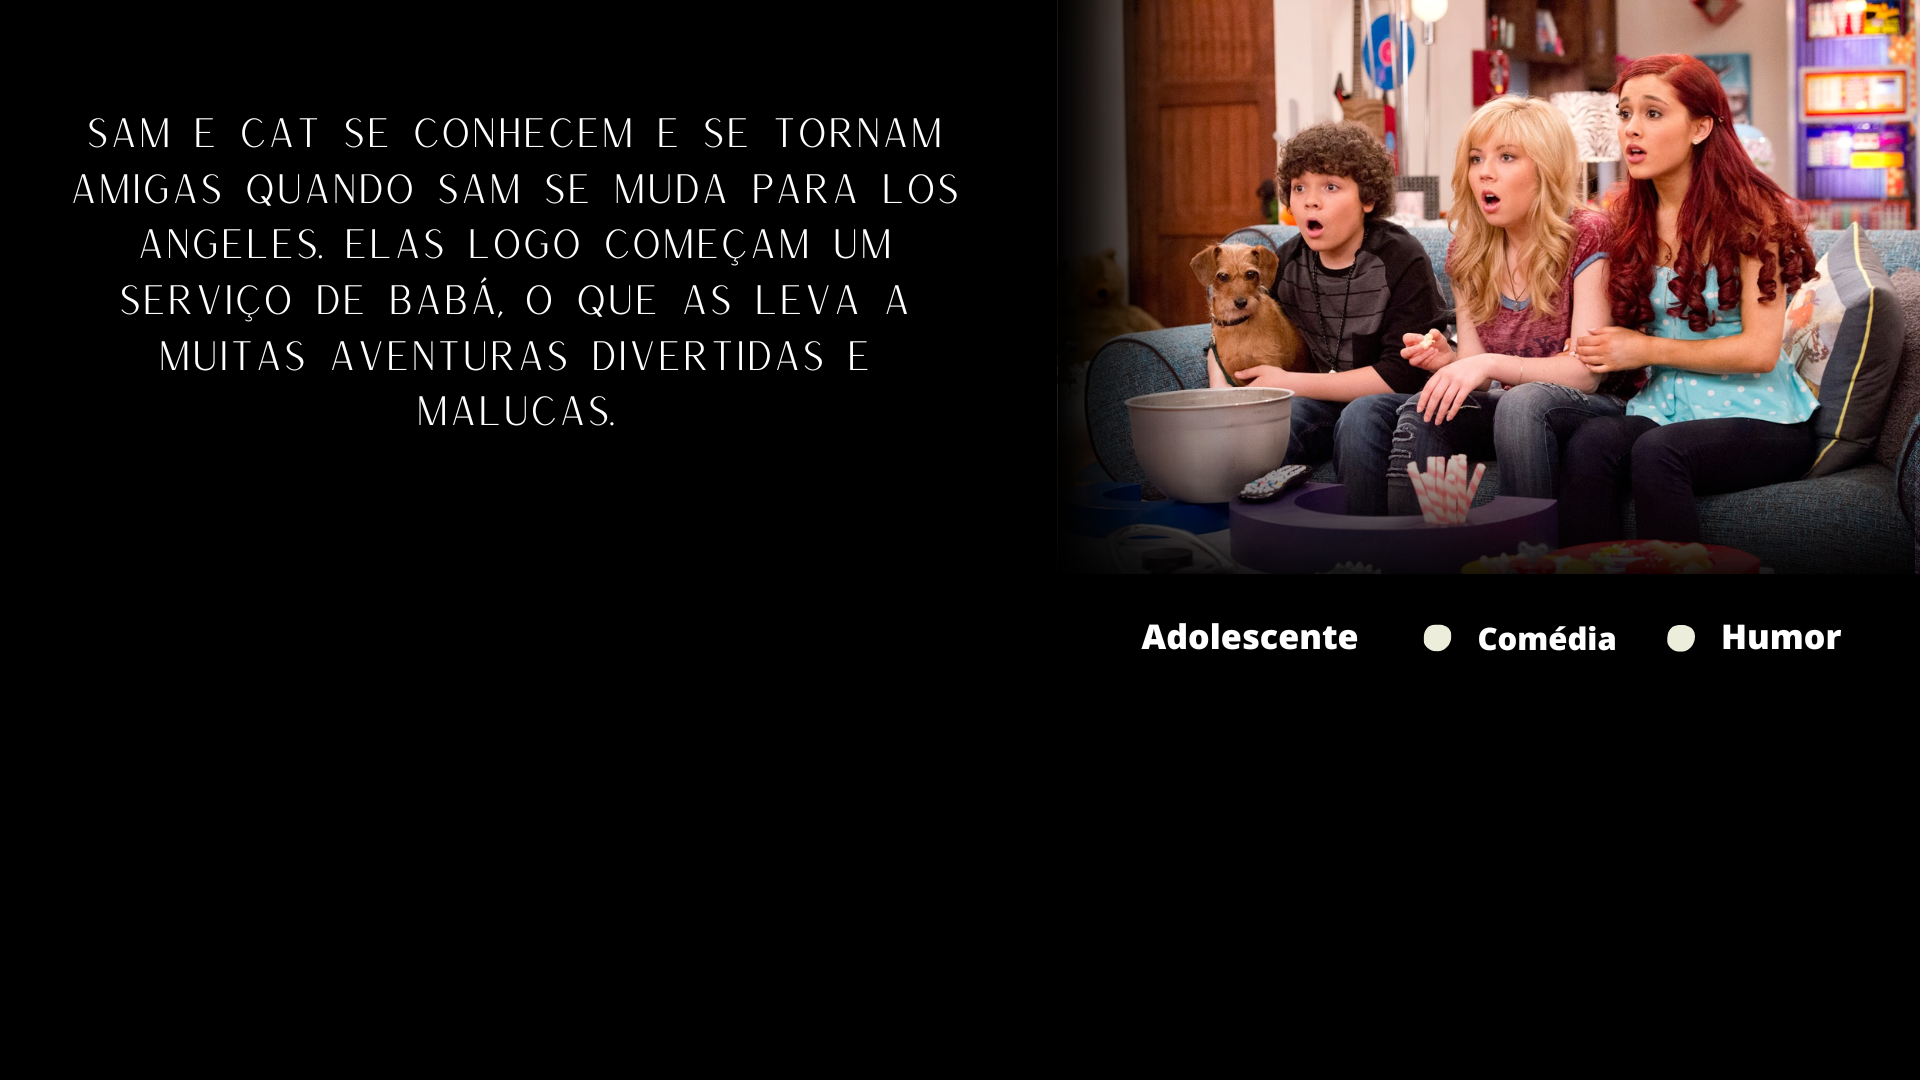 SAM E CAT SE CONHECEM E SE TORNAM
AMIGAS QUANDO SAM SE MUDA PARA LOS
ANGELES. ELAS LOGO COMEÇAM UM
SERVIÇO DE BABÁ, O QUE AS LEVA A
MUITAS AVENTURAS DIVERTIDAS E
MALUCAS.
Adolescente
Comédia
Humor